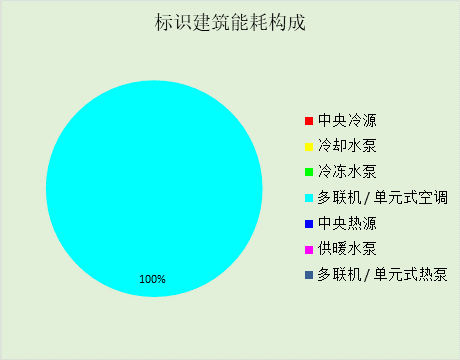 标识建筑能耗构成
中央冷源
冷却水泵
冷冻水泵
多联机/单元式空调
中央热源
供暖水泵
多联机/单元式热泵
100%